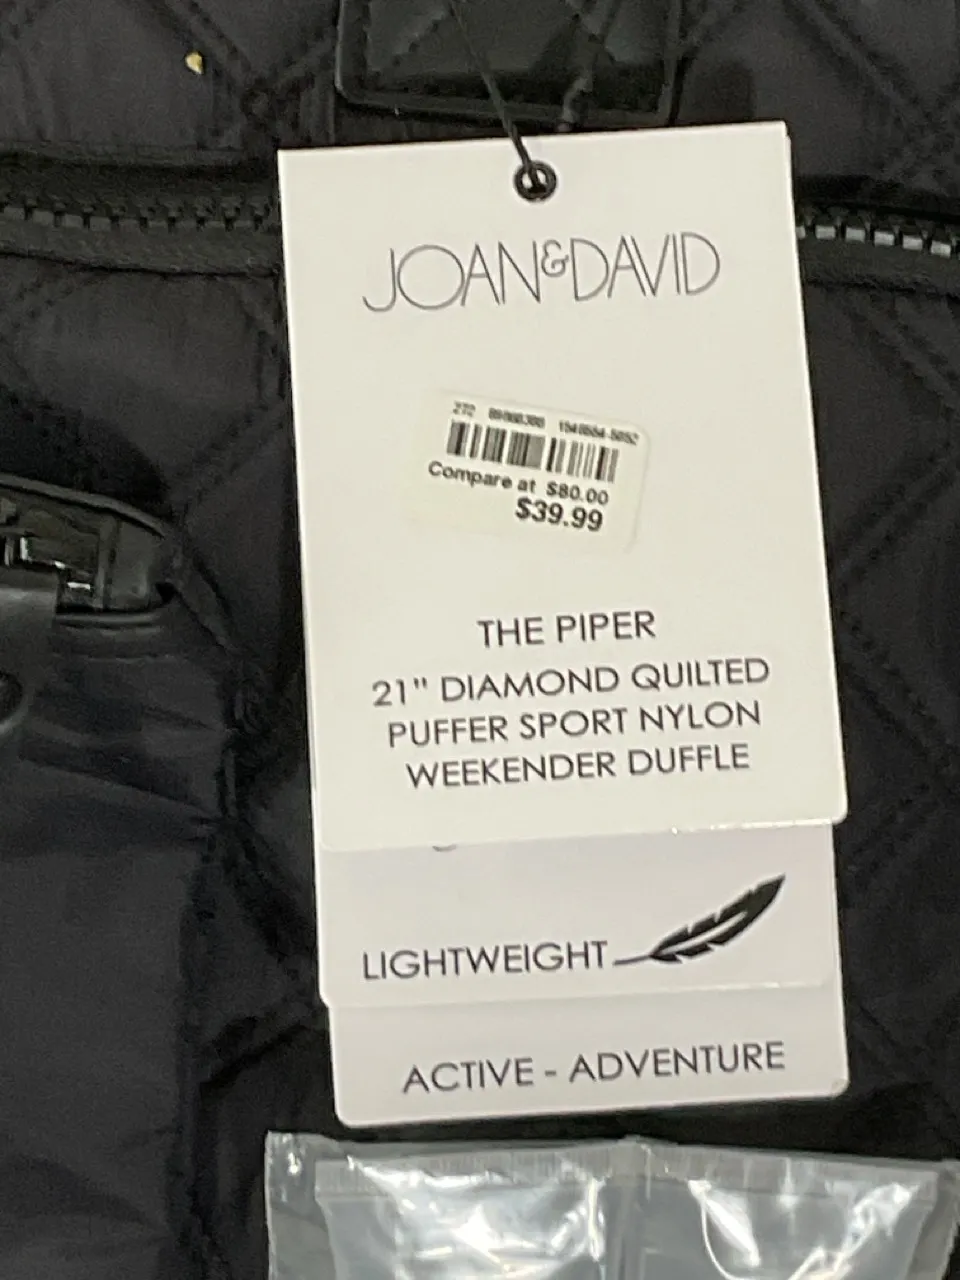 JOAN&DAVID
272
Compare at $80.00
$39.99
THE PIPER
21" DIAMOND QUILTED
PUFFER SPORT NYLON
WEEKENDER DUFFLE
LIGHTWEIGHT
ACTIVE - ADVENTURE